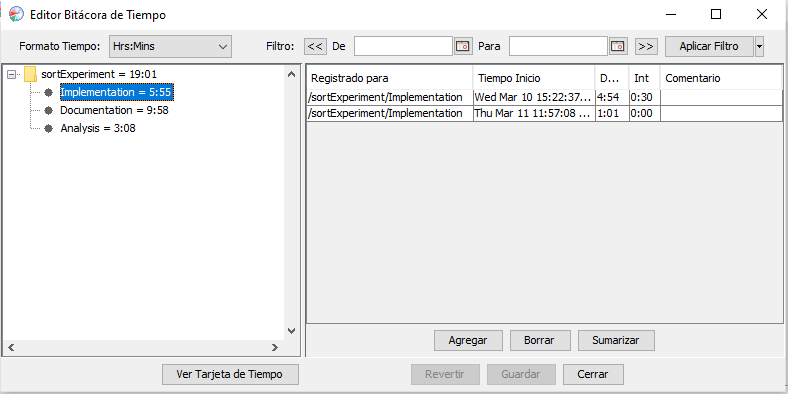 Editor Bitácora de Tiempo
Formato Tiempo: Hrs:Mins Filtro: << De Para >> Aplicar Filtro
sortExperiment = 19:01
Implementation = 5:55
Documentation = 9:58
Analysis = 3:08
Registrado para Tiempo Inicio D... Int Comentario
/sortExperiment/Implementation Wed Mar 10 15:22:37... 4:54 0:30
/sortExperiment/Implementation Thu Mar 11 11:57:08 ... 1:01 0:00
Agregar Borrar Sumarizar
Ver Tarjeta de Tiempo Revertir Guardar Cerrar